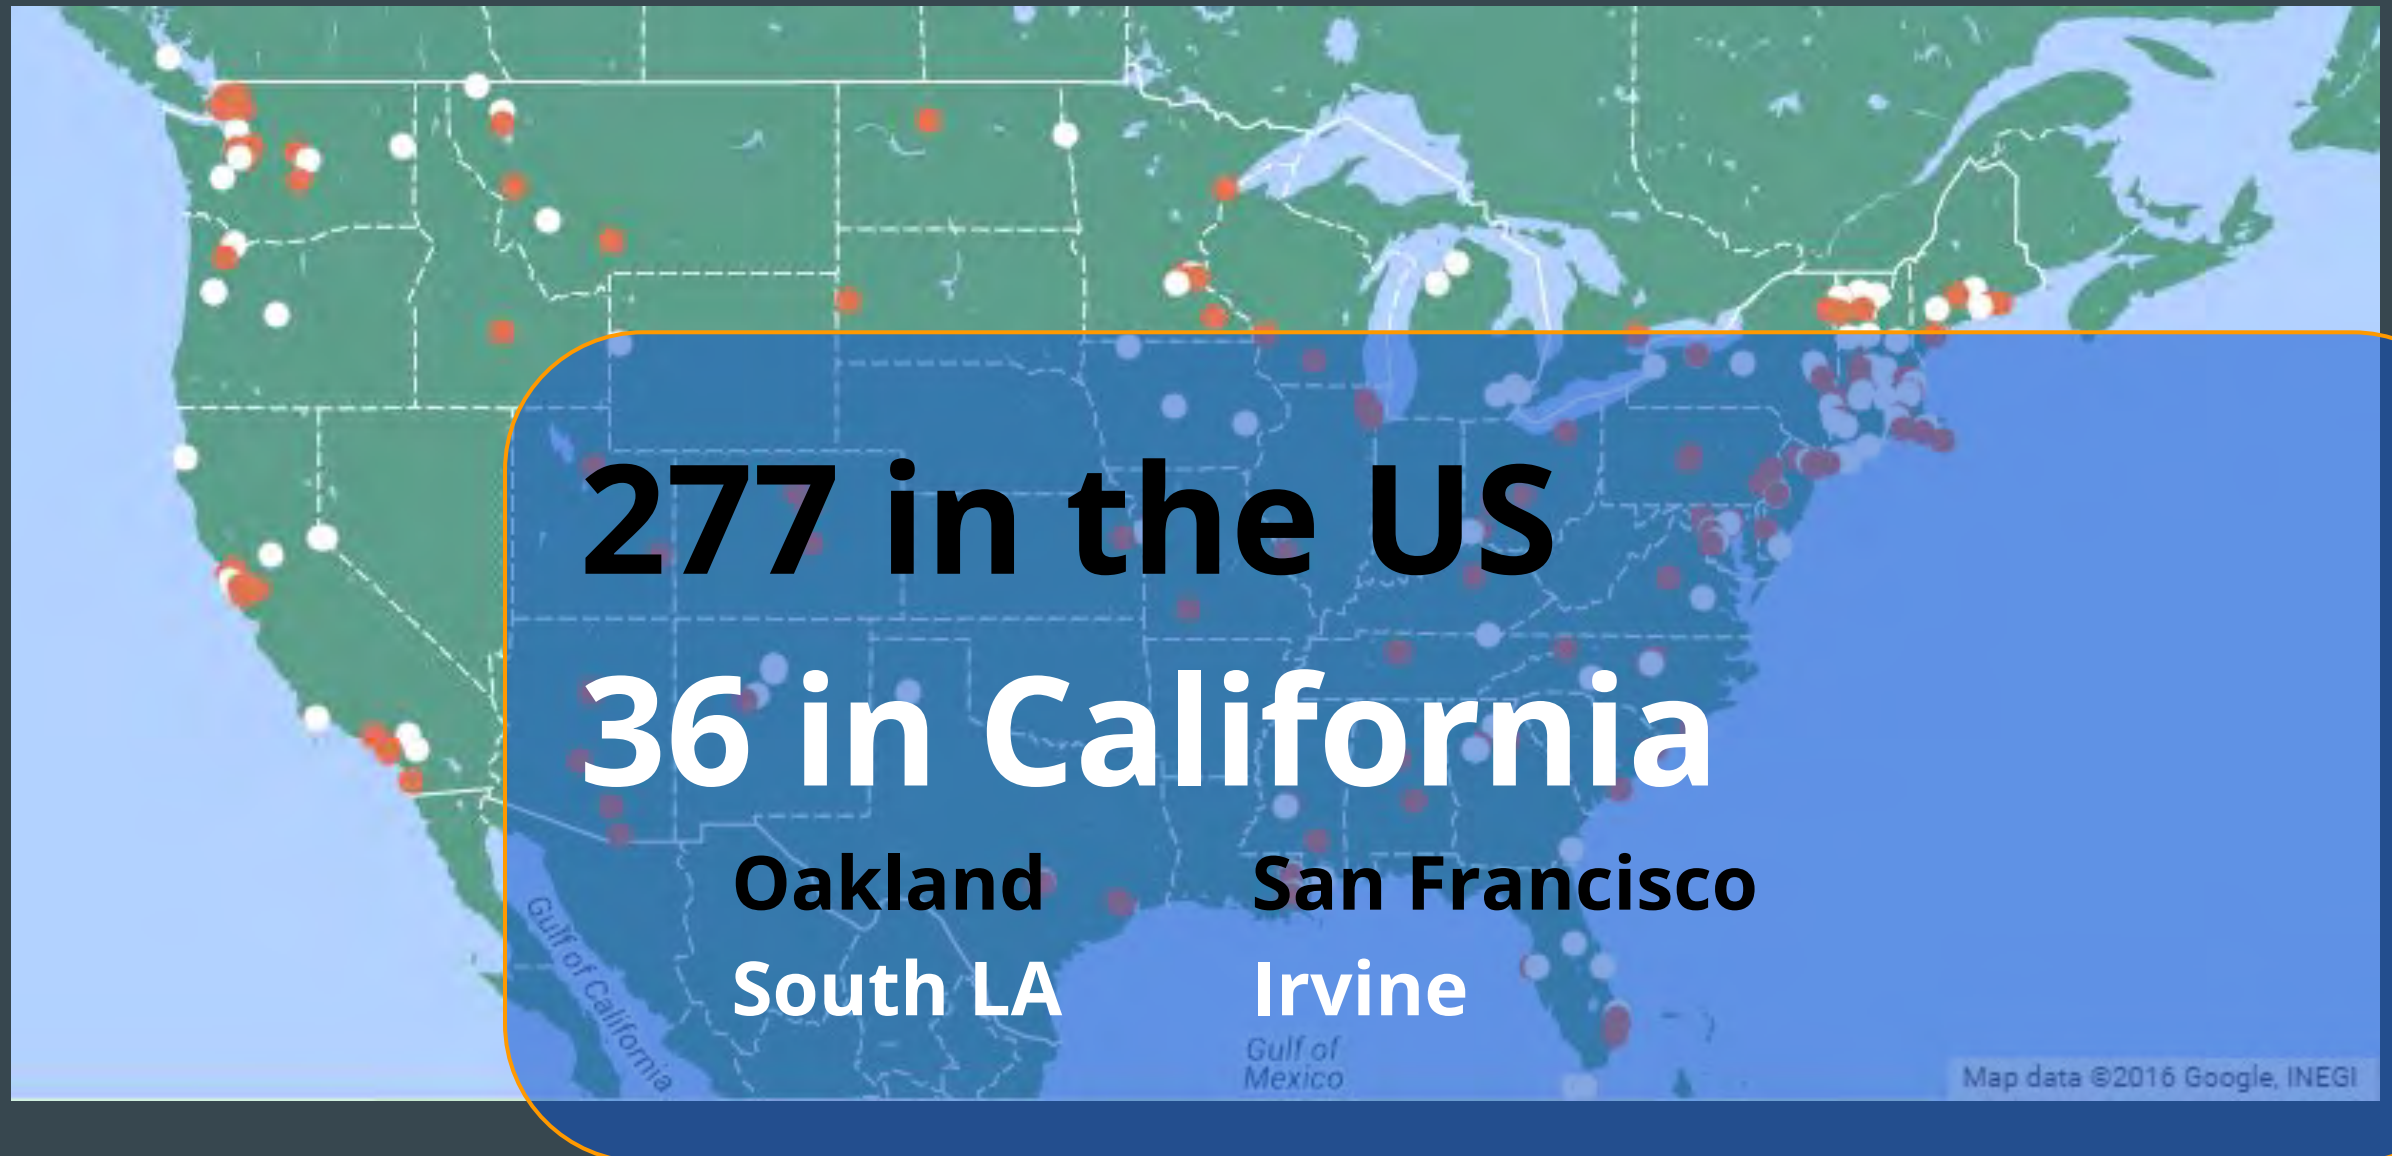 277 in the US
36 in California
Oakland San Francisco
South LA Irvine
Gulf of California
Gulf of
Mexico
Map data ©2016 Google, INEGI